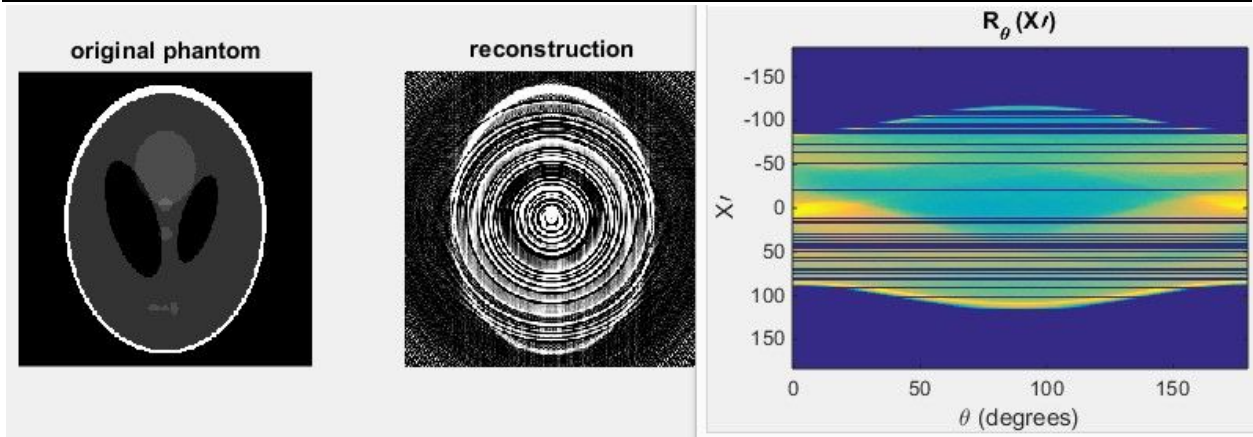 original phantom
reconstruction
R_θ (X′)
-150
-100
-50
0
50
100
150
X′
0
50
100
150
θ (degrees)